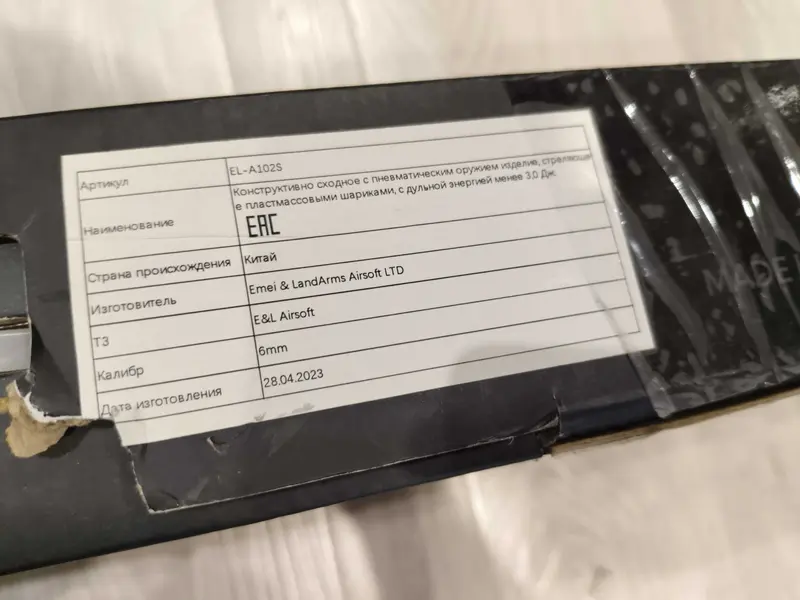 Артикул EL-A102S
Наименование Конструктивно сходное с пневматическим оружием изделие, стреляюще
е пластмассовыми шариками, с дульной энергией менее 3,0 Дж.
EAC
Страна происхождения Китай
Изготовитель Emei & LandArms Airsoft LTD
ТЗ E&L Airsoft
Калибр 6mm
Дата изготовления 28.04.2023
MADE